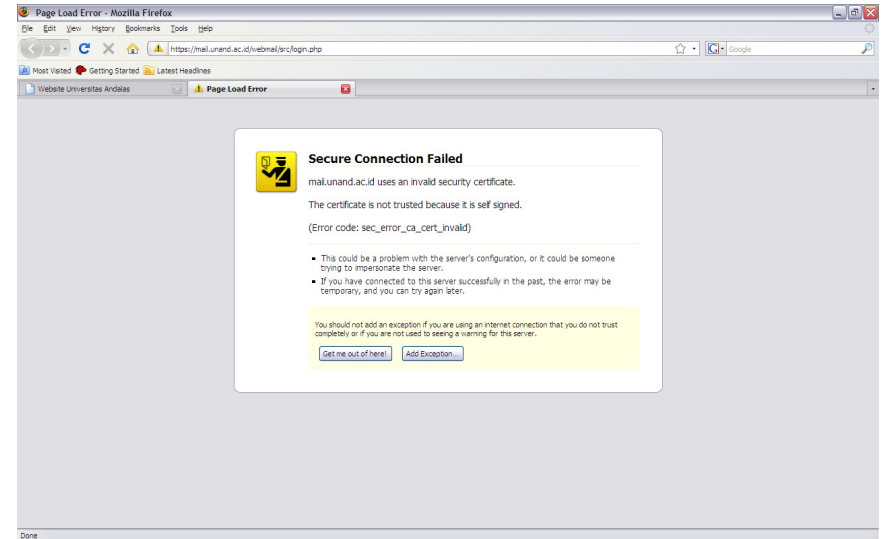 Page Load Error - Mozilla Firefox
File Edit View History Bookmarks Tools Help
https://mail.unand.ac.id/webmail/src/login.php
Google
Most Visited Getting Started Latest Headlines
Website Universitas Andalas
Page Load Error
Secure Connection Failed
mail.unand.ac.id uses an invalid security certificate.
The certificate is not trusted because it is self signed.
(Error code: sec_error_ca_cert_invalid)
This could be a problem with the server's configuration, or it could be someone
trying to impersonate the server.
If you have connected to this server successfully in the past, the error may be
temporary, and you can try again later.
You should not add an exception if you are using an internet connection that you do not trust
completely or if you are not used to seeing a warning for this server.
Get me out of here! Add Exception...
Done